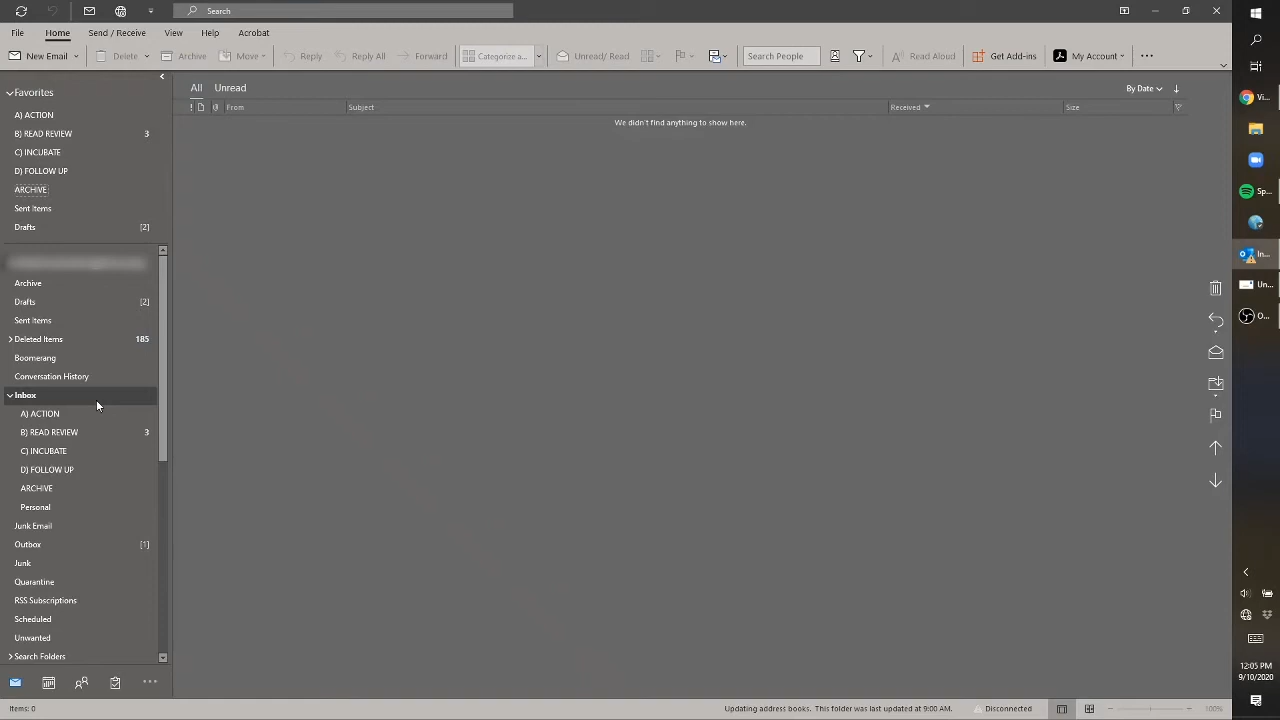 Search
File Home Send / Receive View Help Acrobat
New Email Delete Archive Move Reply Reply All Forward Categorize a... Unread/ Read Search People Read Aloud Get Add-ins My Account
Favorites
A) ACTION
B) READ REVIEW 3
C) INCUBATE
D) FOLLOW UP
ARCHIVE
Sent Items
Drafts [2]
Archive
Drafts [2]
Sent Items
Deleted Items 185
Boomerang
Conversation History
Inbox
A) ACTION
B) READ REVIEW 3
C) INCUBATE
D) FOLLOW UP
ARCHIVE
Personal
Junk Email
Outbox [1]
Junk
Quarantine
RSS Subscriptions
Scheduled
Unwanted
Search Folders
All Unread By Date
From Subject Received Size
We didn't find anything to show here.
Vi...
Sp...
In...
Un...
O...
12:05 PM
9/10/2020
Items: 0 Updating address books. This folder was last updated at 9:00 AM. Disconnected 100%